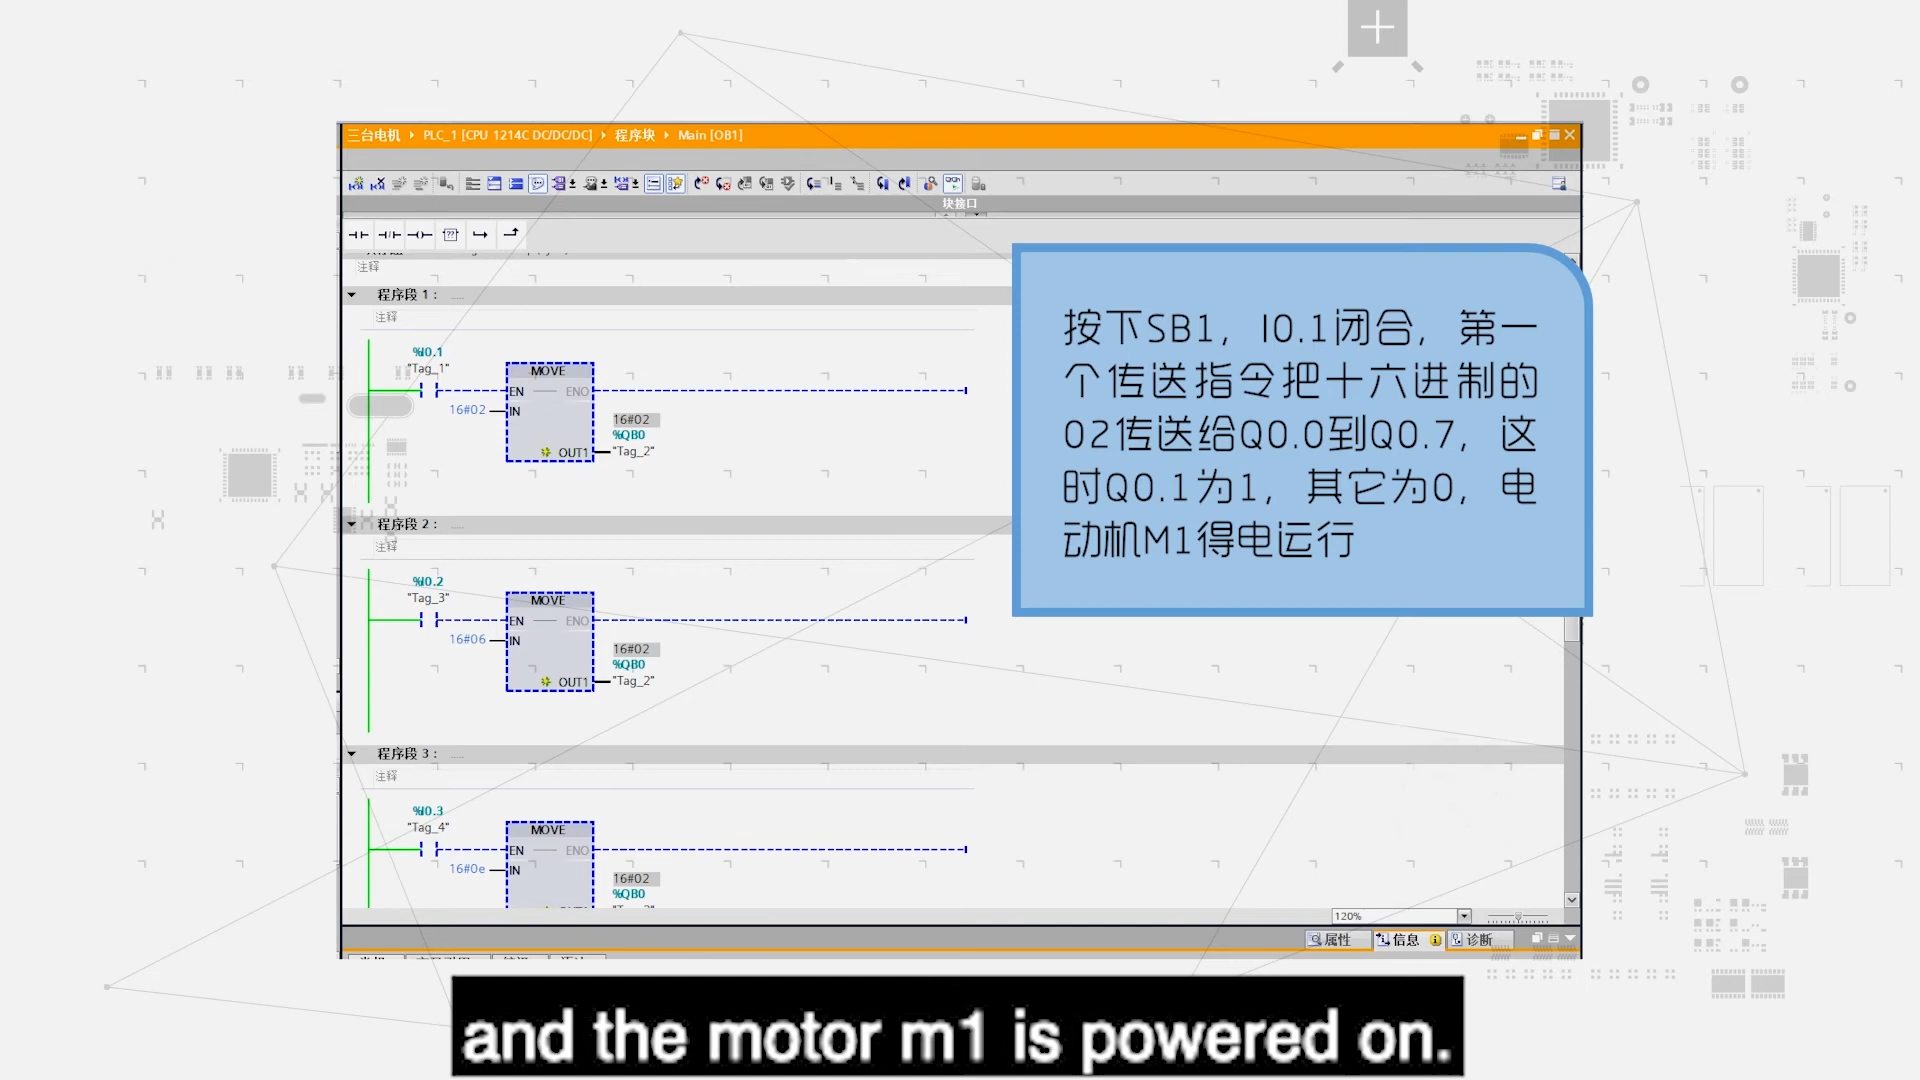 三台电机 ▸ PLC_1 [CPU 1214C DC/DC/DC] ▸ 程序块 ▸ Main [OB1]
块接口
注释
程序段 1：
注释
%I0.1
"Tag_1"
MOVE
EN ENO
16#02 IN
16#02
%QB0
OUT1 "Tag_2"
程序段 2：
注释
%I0.2
"Tag_3"
MOVE
EN ENO
16#06 IN
16#02
%QB0
OUT1 "Tag_2"
程序段 3：
注释
%I0.3
"Tag_4"
MOVE
EN ENO
16#0e IN
16#02
%QB0
按下SB1，I0.1闭合，第一
个传送指令把十六进制的
02传送给Q0.0到Q0.7，这
时Q0.1为1，其它为0，电
动机M1得电运行
120%
属性 信息 诊断
and the motor m1 is powered on.